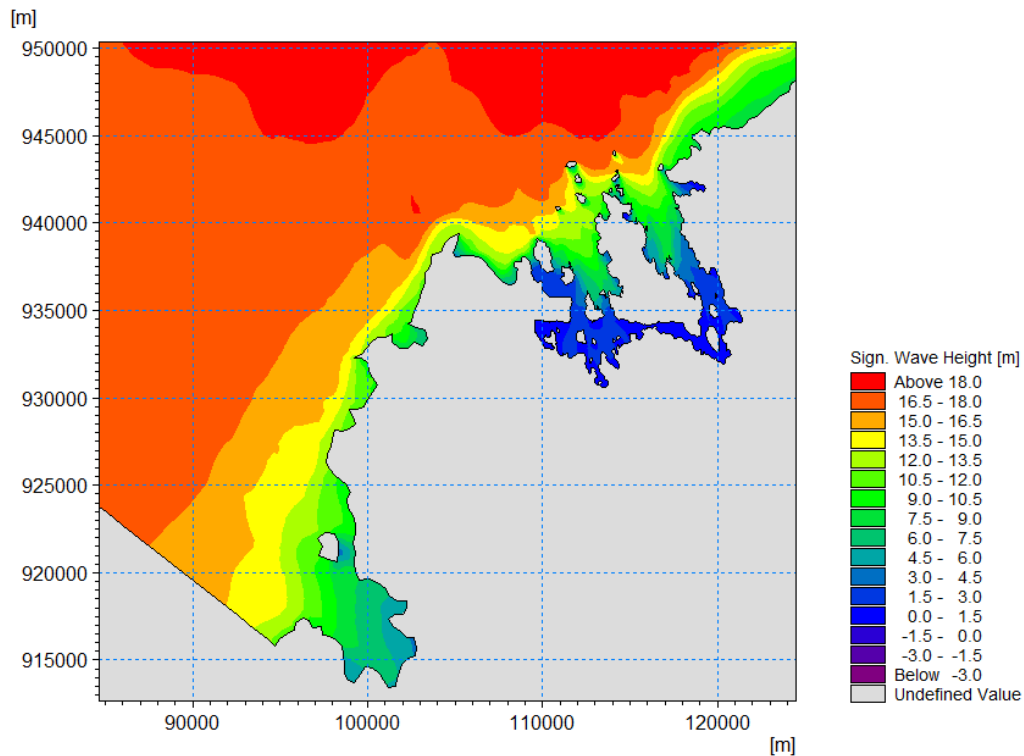 [m]
950000
945000
940000
935000
930000
925000
920000
915000
90000 100000 110000 120000
[m]
Sign. Wave Height [m]
Above 18.0
16.5 - 18.0
15.0 - 16.5
13.5 - 15.0
12.0 - 13.5
10.5 - 12.0
9.0 - 10.5
7.5 - 9.0
6.0 - 7.5
4.5 - 6.0
3.0 - 4.5
1.5 - 3.0
0.0 - 1.5
-1.5 - 0.0
-3.0 - -1.5
Below -3.0
Undefined Value